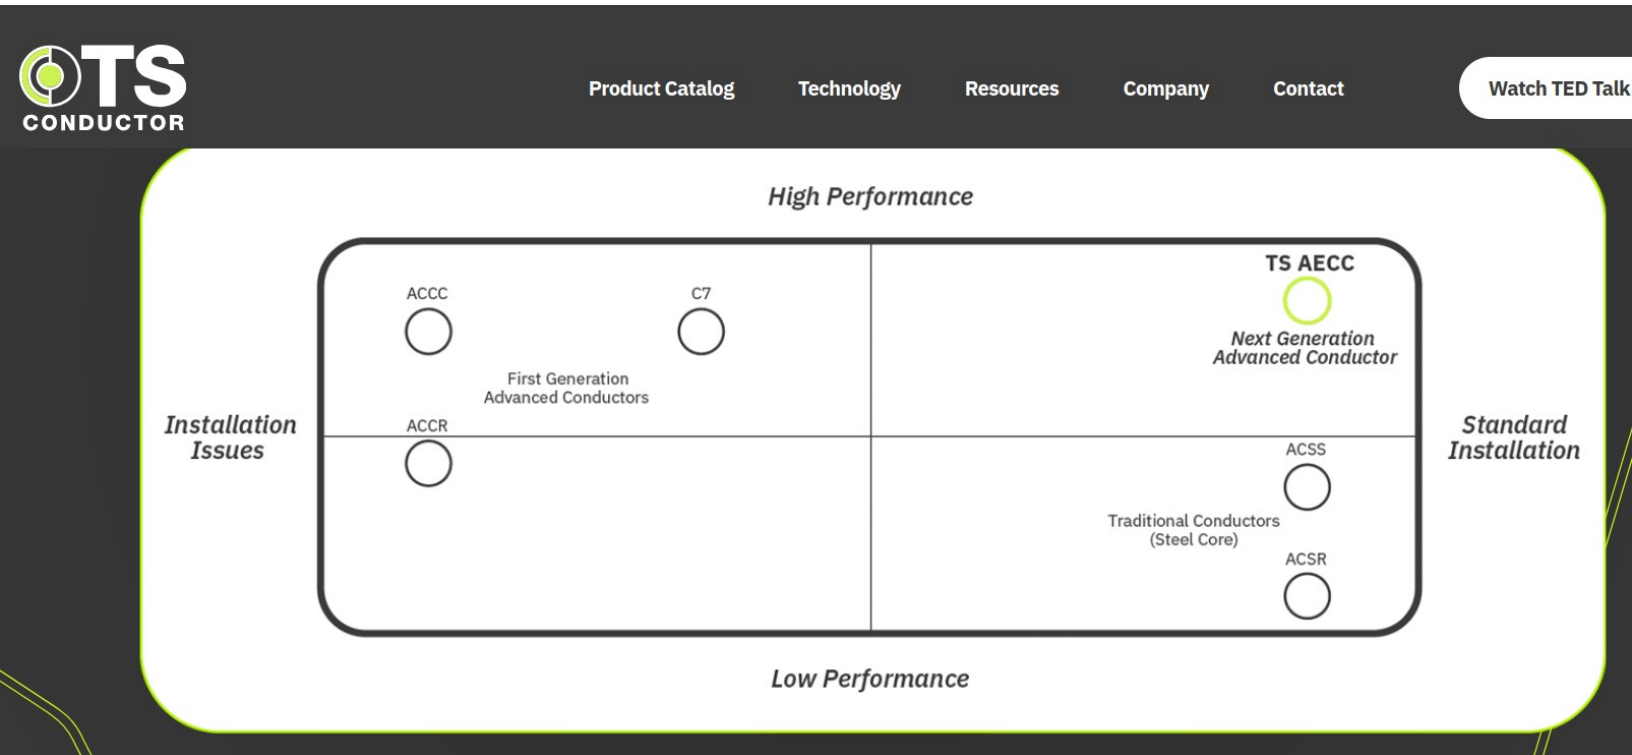 TS
CONDUCTOR
Product Catalog
Technology
Resources
Company
Contact
Watch TED Talk
High Performance
TS AECC
Next Generation
Advanced Conductor
ACCC
C7
First Generation
Advanced Conductors
ACCR
Installation
Issues
Standard
Installation
ACSS
Traditional Conductors
(Steel Core)
ACSR
Low Performance